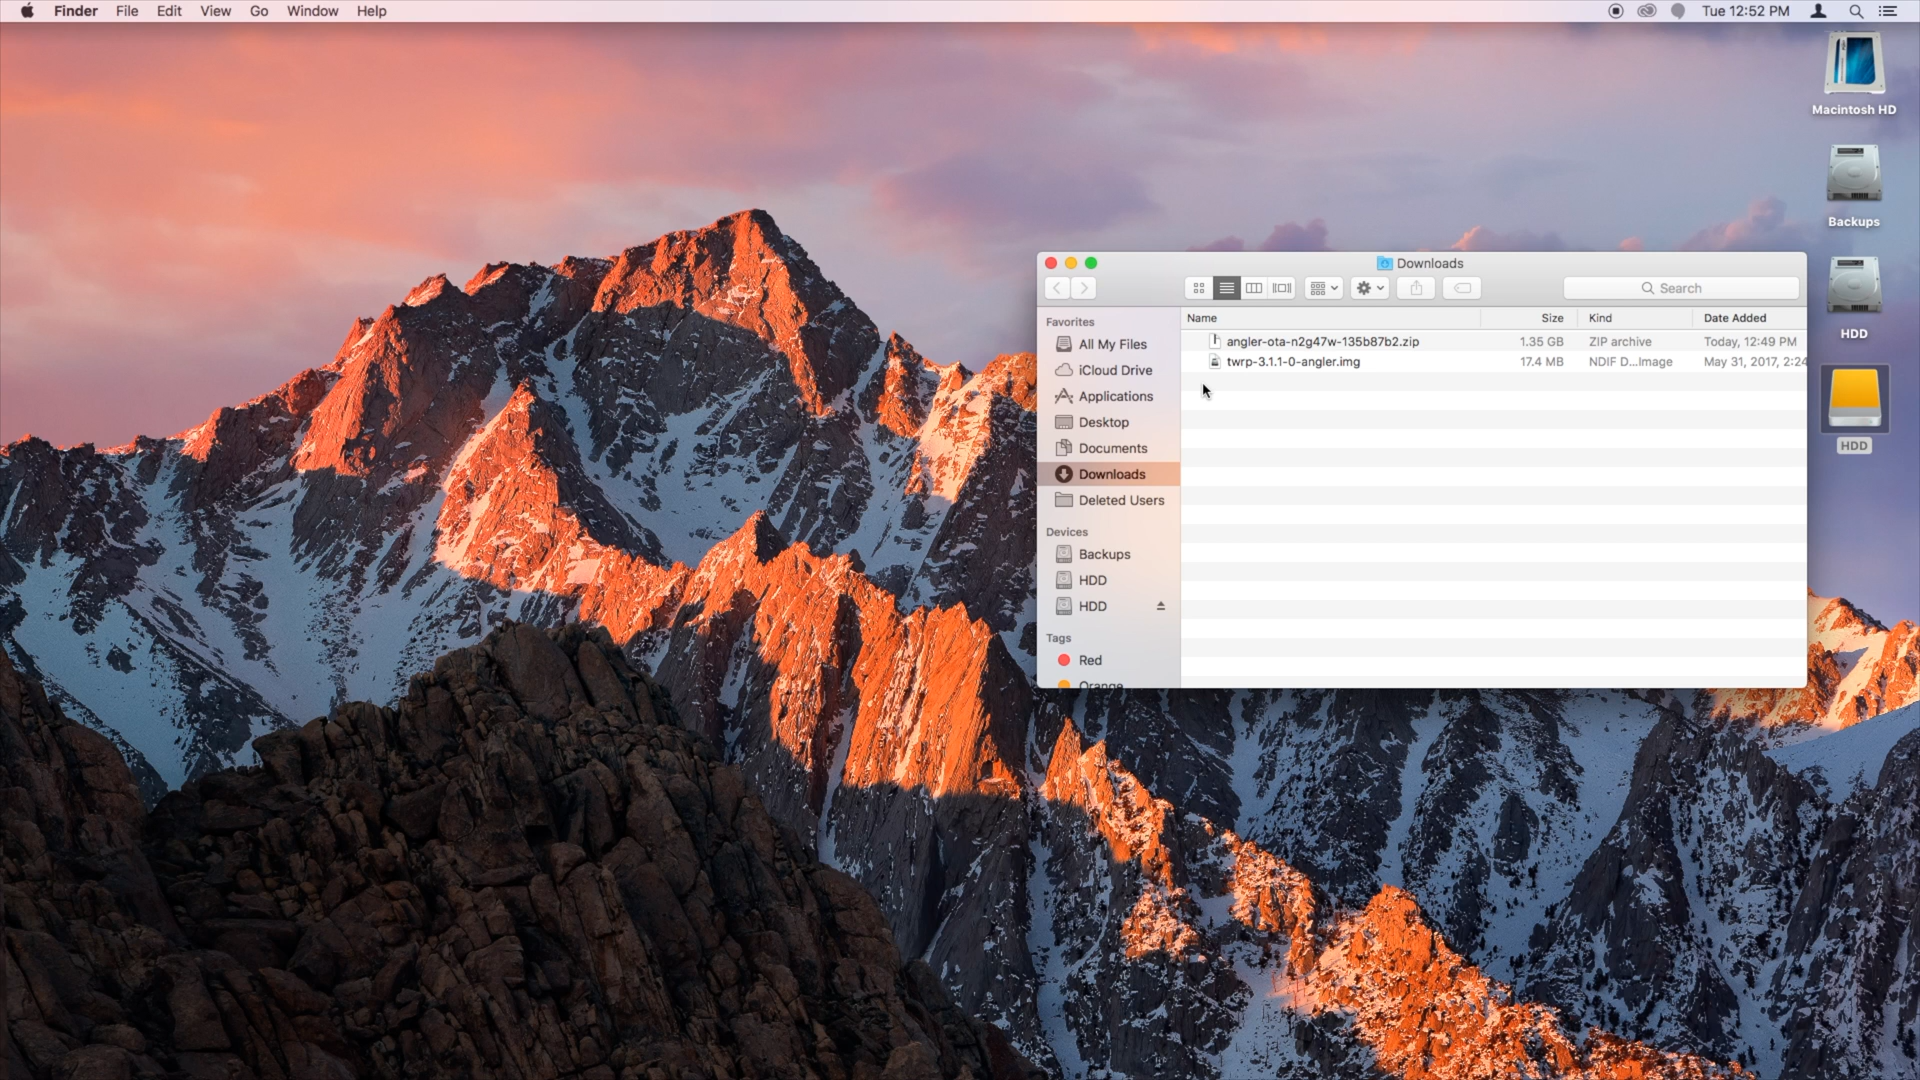 Finder File Edit View Go Window Help Tue 12:52 PM
Macintosh HD
Backups
HDD
HDD
Downloads
Search
Favorites
All My Files
iCloud Drive
Applications
Desktop
Documents
Downloads
Deleted Users
Devices
Backups
HDD
HDD
Tags
Red
Orange
Name Size Kind Date Added
angler-ota-n2g47w-135b87b2.zip 1.35 GB ZIP archive Today, 12:49 PM
twrp-3.1.1-0-angler.img 17.4 MB NDIF D...Image May 31, 2017, 2:24